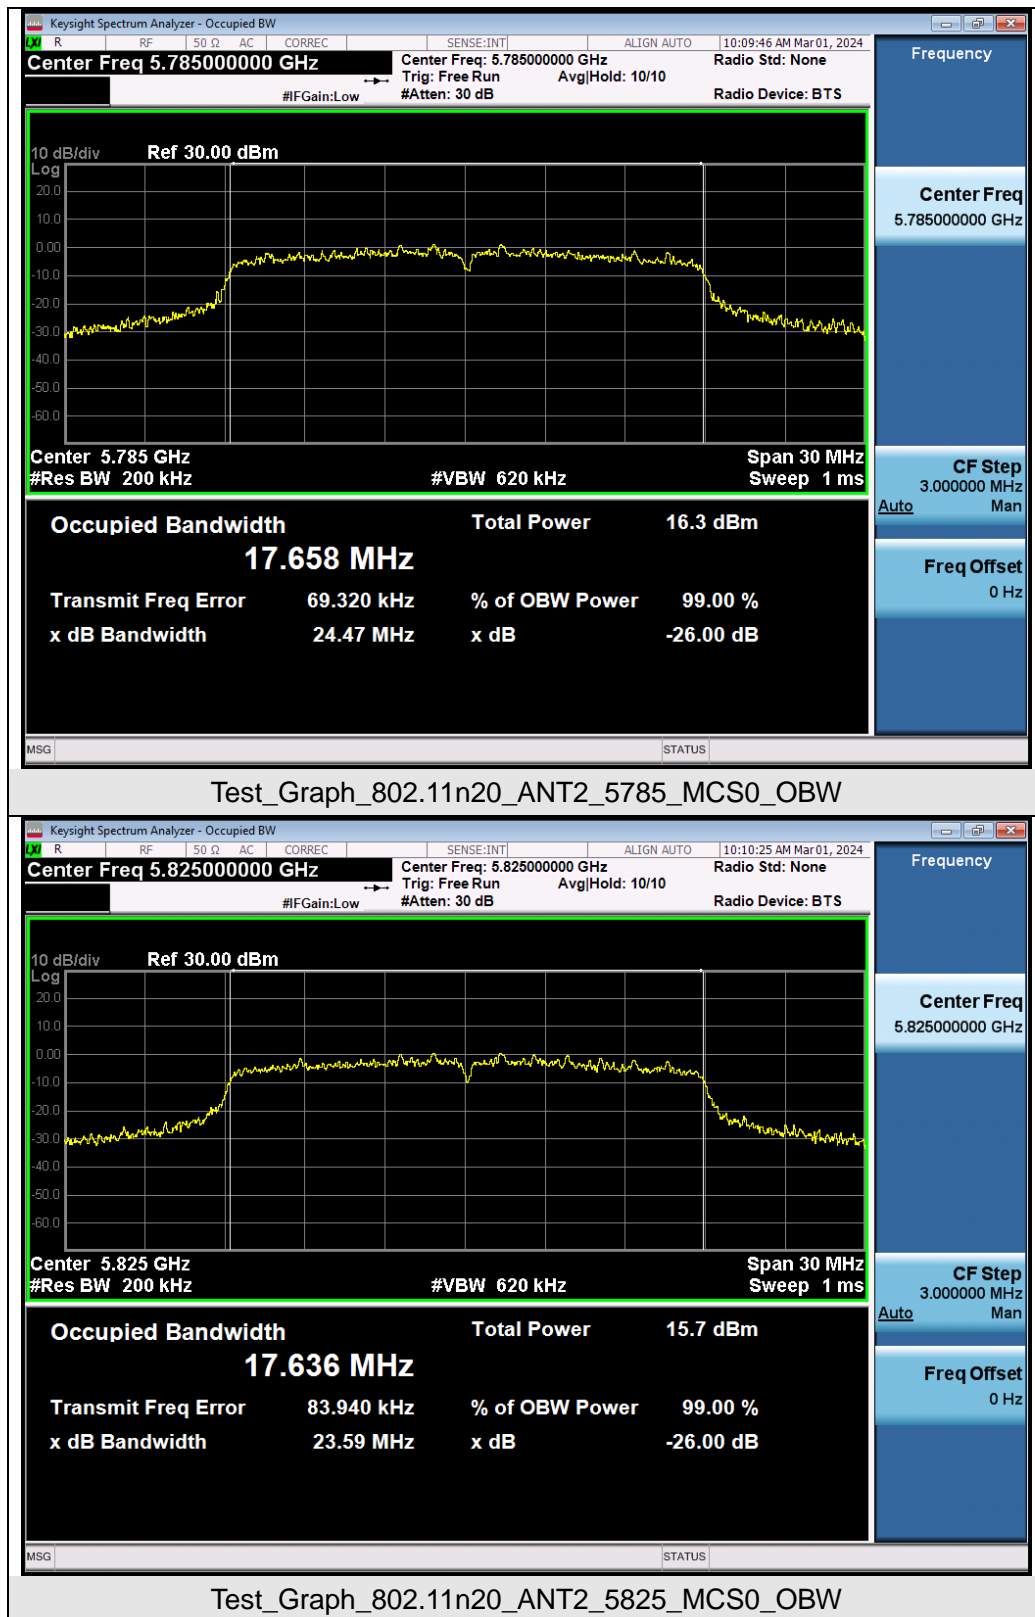 Keysight Spectrum Analyzer - Occupied BW
LXI R RF 50 Ω AC CORREC SENSE:INT ALIGN AUTO 10:09:46 AM Mar 01, 2024
Center Freq 5.785000000 GHz
Center Freq: 5.785000000 GHz Radio Std: None
Trig: Free Run Avg|Hold: 10/10
#IFGain:Low #Atten: 30 dB Radio Device: BTS
Frequency
10 dB/div Ref 30.00 dBm
Log
20.0
10.0
0.00
-10.0
-20.0
-30.0
-40.0
-50.0
-60.0
Center 5.785 GHz Span 30 MHz
#Res BW 200 kHz #VBW 620 kHz Sweep 1 ms
Center Freq
5.785000000 GHz
CF Step
3.000000 MHz
Auto Man
Freq Offset
0 Hz
Occupied Bandwidth Total Power 16.3 dBm
17.658 MHz
Transmit Freq Error 69.320 kHz % of OBW Power 99.00 %
x dB Bandwidth 24.47 MHz x dB -26.00 dB
MSG STATUS
Test_Graph_802.11n20_ANT2_5785_MCS0_OBW
Keysight Spectrum Analyzer - Occupied BW
LXI R RF 50 Ω AC CORREC SENSE:INT ALIGN AUTO 10:10:25 AM Mar 01, 2024
Center Freq 5.825000000 GHz
Center Freq: 5.825000000 GHz Radio Std: None
Trig: Free Run Avg|Hold: 10/10
#IFGain:Low #Atten: 30 dB Radio Device: BTS
Frequency
10 dB/div Ref 30.00 dBm
Log
20.0
10.0
0.00
-10.0
-20.0
-30.0
-40.0
-50.0
-60.0
Center 5.825 GHz Span 30 MHz
#Res BW 200 kHz #VBW 620 kHz Sweep 1 ms
Center Freq
5.825000000 GHz
CF Step
3.000000 MHz
Auto Man
Freq Offset
0 Hz
Occupied Bandwidth Total Power 15.7 dBm
17.636 MHz
Transmit Freq Error 83.940 kHz % of OBW Power 99.00 %
x dB Bandwidth 23.59 MHz x dB -26.00 dB
MSG STATUS
Test_Graph_802.11n20_ANT2_5825_MCS0_OBW